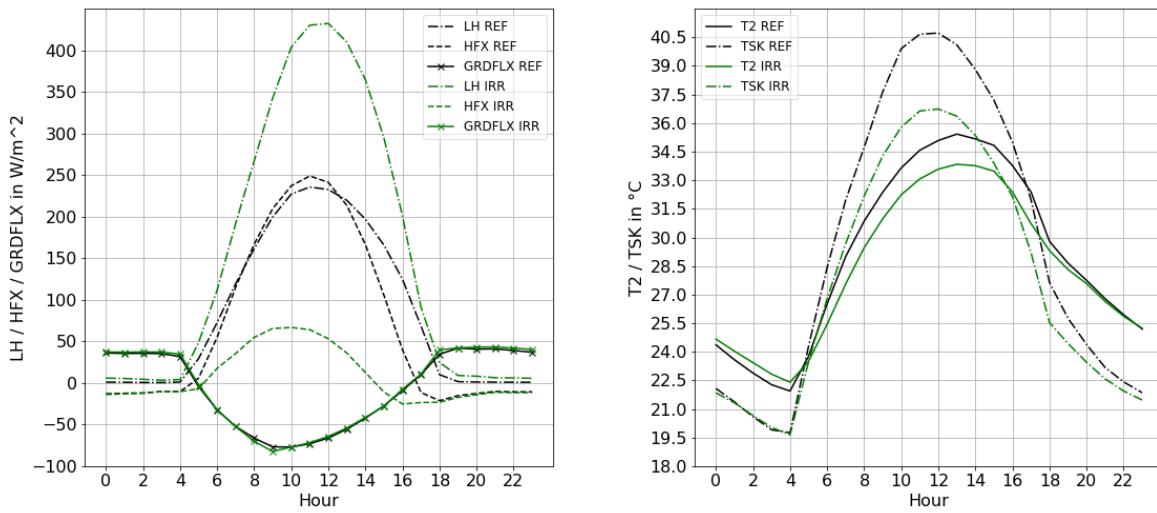 LH / HFX / GRDFLX in W/m^2
400
350
300
250
200
150
100
50
0
−50
−100
0 2 4 6 8 10 12 14 16 18 20 22
Hour
LH REF
HFX REF
GRDFLX REF
LH IRR
HFX IRR
GRDFLX IRR
T2 / TSK in °C
40.5
39.0
37.5
36.0
34.5
33.0
31.5
30.0
28.5
27.0
25.5
24.0
22.5
21.0
19.5
18.0
0 2 4 6 8 10 12 14 16 18 20 22
Hour
T2 REF
TSK REF
T2 IRR
TSK IRR